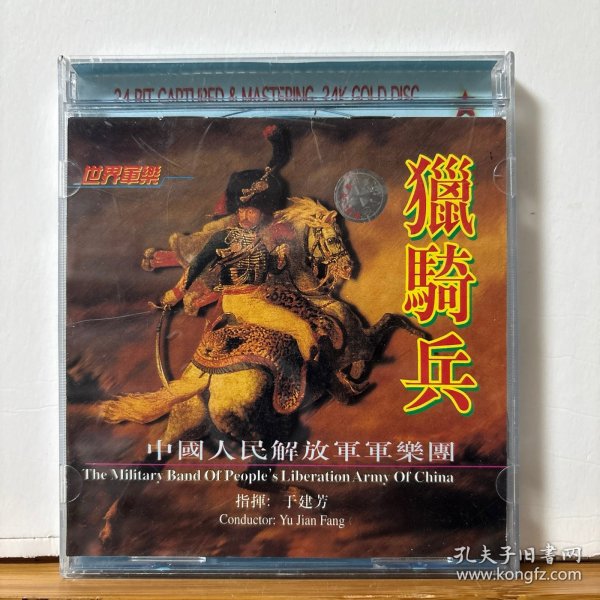 24 BIT CAPTURED & MASTERING 24K GOLD DISC
世界軍樂
獵騎兵
中國人民解放軍軍樂團
The Military Band Of People's Liberation Army Of China
指揮：于建芳
Conductor: Yu Jian Fang
孔夫子旧書网
www.kongfz.com